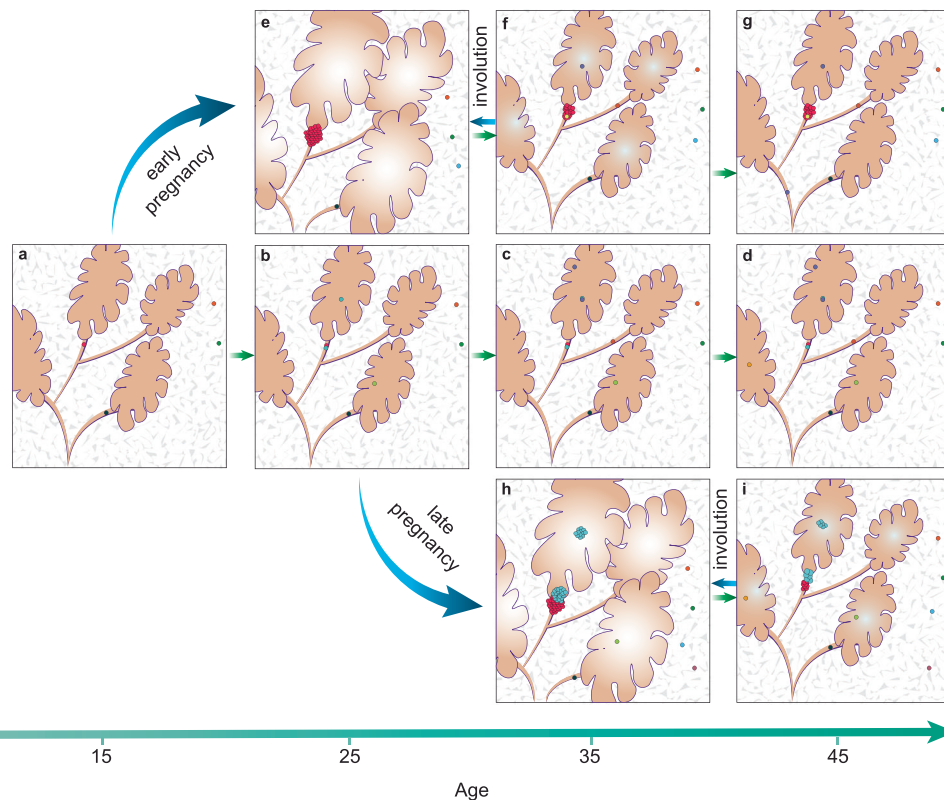 e
f
g
involution
early
pregnancy
a
b
c
d
h
i
late
pregnancy
involution
15
25
35
45
Age